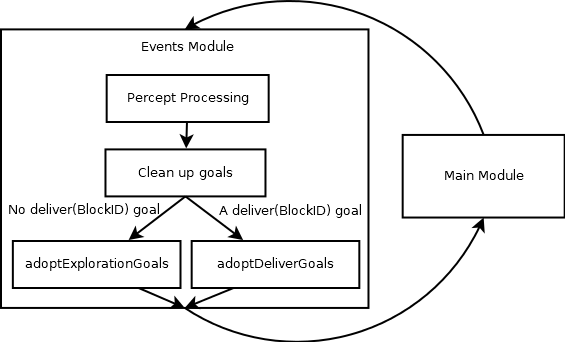 Events Module
Percept Processing
Clean up goals
Main Module
No deliver(BlockID) goal
A deliver(BlockID) goal
adoptExplorationGoals
adoptDeliverGoals